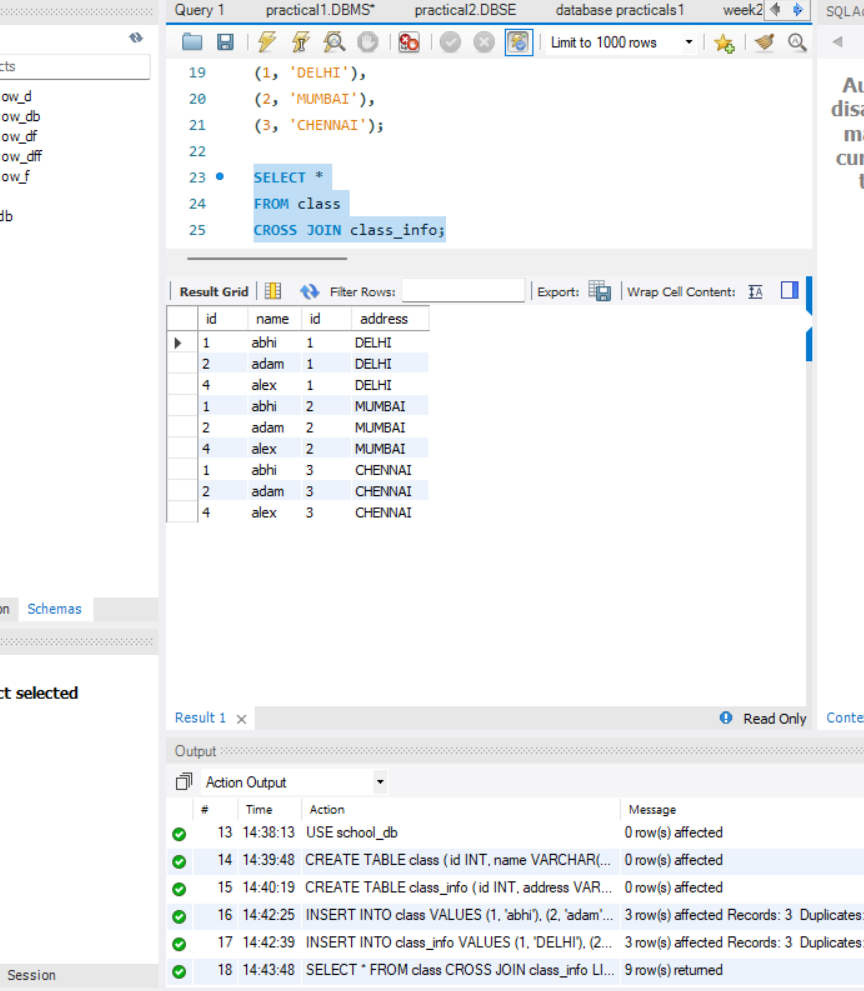 Query 1 practical1.DBMS* practical2.DBSE database practicals1 week2 SQLAc
Limit to 1000 rows
cts
ow_d
ow_db
ow_df
ow_dff
ow_f
db
19 (1, 'DELHI'),
20 (2, 'MUMBAI'),
21 (3, 'CHENNAI');
22
23 SELECT *
24 FROM class
25 CROSS JOIN class_info;
Au
disa
ma
cur
t
Result Grid Filter Rows: Export: Wrap Cell Content:
id name id address
1 abhi 1 DELHI
2 adam 1 DELHI
4 alex 1 DELHI
1 abhi 2 MUMBAI
2 adam 2 MUMBAI
4 alex 2 MUMBAI
1 abhi 3 CHENNAI
2 adam 3 CHENNAI
4 alex 3 CHENNAI
on Schemas
ct selected
Result 1 Read Only Conte
Output
Action Output
# Time Action Message
13 14:38:13 USE school_db 0 row(s) affected
14 14:39:48 CREATE TABLE class ( id INT, name VARCHAR(... 0 row(s) affected
15 14:40:19 CREATE TABLE class_info ( id INT, address VAR... 0 row(s) affected
16 14:42:25 INSERT INTO class VALUES (1, 'abhi'), (2, 'adam'... 3 row(s) affected Records: 3 Duplicates:
17 14:42:39 INSERT INTO class_info VALUES (1, 'DELHI'), (2... 3 row(s) affected Records: 3 Duplicates:
18 14:43:48 SELECT * FROM class CROSS JOIN class_info LI... 9 row(s) returned
Session